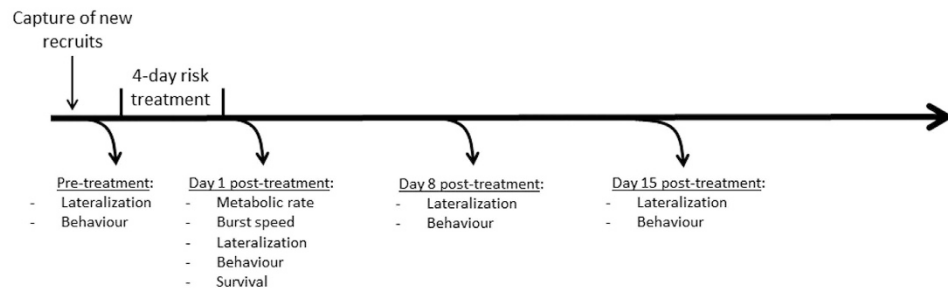 Capture of new
recruits
4-day risk
treatment
Pre-treatment:
- Lateralization
- Behaviour
Day 1 post-treatment:
- Metabolic rate
- Burst speed
- Lateralization
- Behaviour
- Survival
Day 8 post-treatment:
- Lateralization
- Behaviour
Day 15 post-treatment:
- Lateralization
- Behaviour